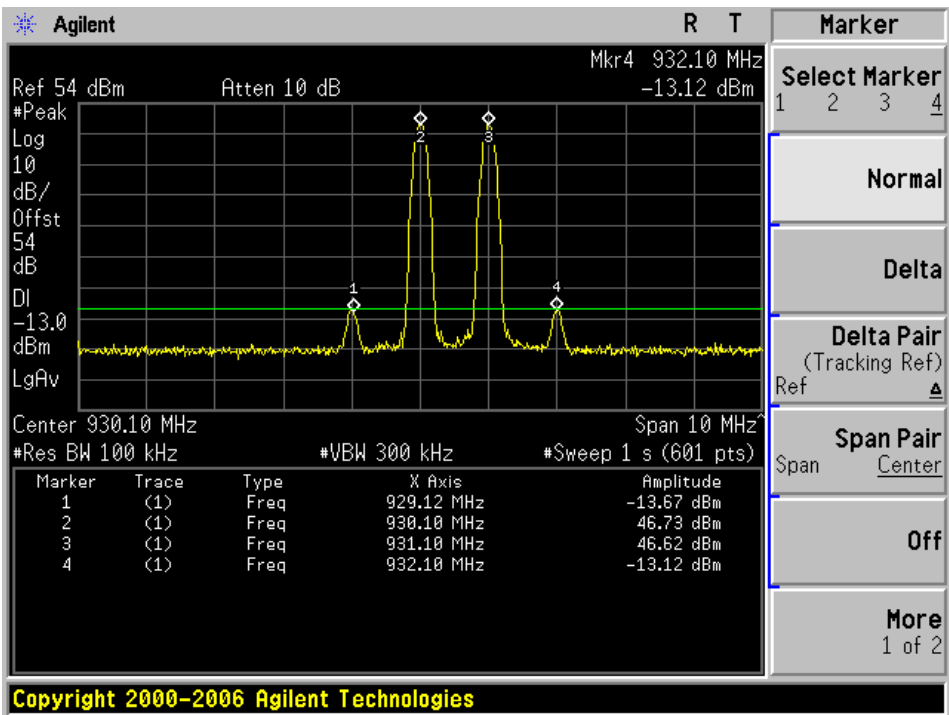 Agilent R T Marker
Mkr4 932.10 MHz
Ref 54 dBm Atten 10 dB -13.12 dBm
#Peak
Log
10
dB/
Offst
54
dB
DI
-13.0
dBm
LgAv
1
2
3
4
Center 930.10 MHz Span 10 MHz^
#Res BW 100 kHz #VBW 300 kHz #Sweep 1 s (601 pts)
Marker Trace Type X Axis Amplitude
1 (1) Freq 929.12 MHz -13.67 dBm
2 (1) Freq 930.10 MHz 46.73 dBm
3 (1) Freq 931.10 MHz 46.62 dBm
4 (1) Freq 932.10 MHz -13.12 dBm
Select Marker
1 2 3 4
Normal
Delta
Delta Pair
(Tracking Ref)
Ref Δ
Span Pair
Span Center
Off
More
1 of 2
Copyright 2000-2006 Agilent Technologies